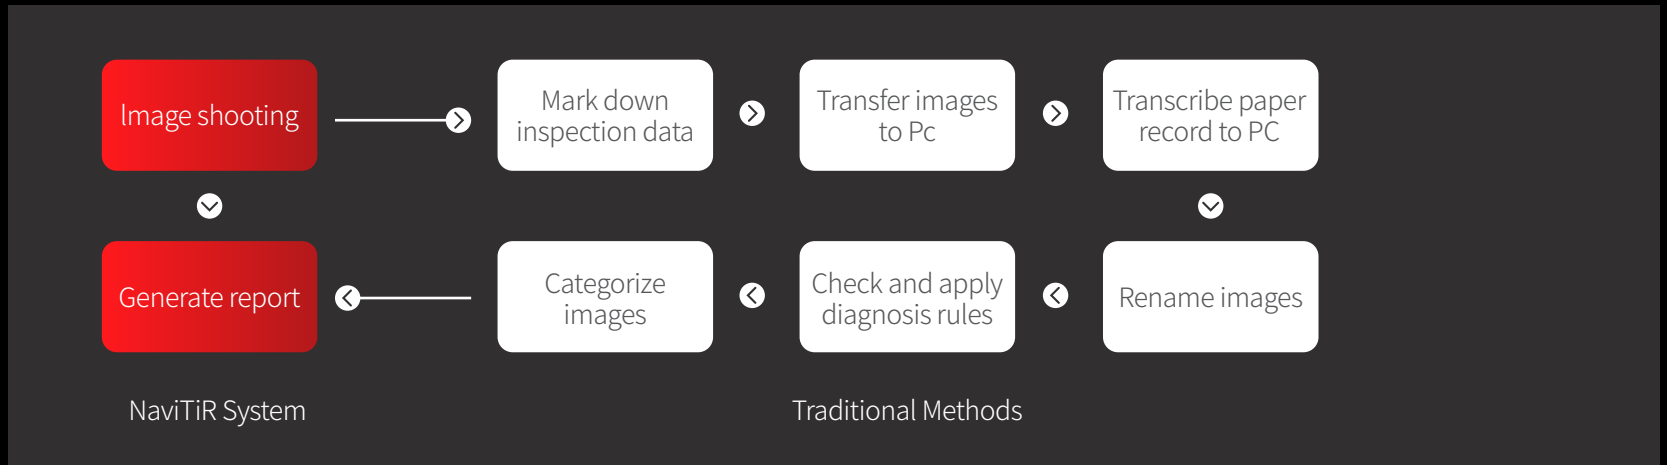 Image shooting
Mark down
inspection data
Transfer images
to Pc
Transcribe paper
record to PC
Generate report
Categorize
images
Check and apply
diagnosis rules
Rename images
NaviTiR System
Traditional Methods